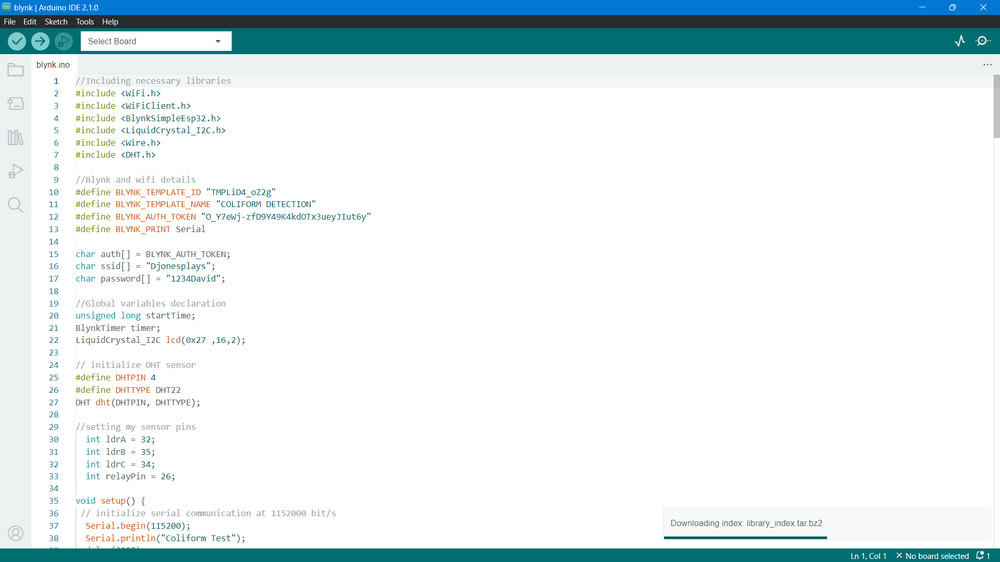 blynk | Arduino IDE 2.1.0
File Edit Sketch Tools Help
Select Board
blynk.ino
1 //Including necessary libraries
2 #include <WiFi.h>
3 #include <WiFiClient.h>
4 #include <BlynkSimpleEsp32.h>
5 #include <LiquidCrystal_I2C.h>
6 #include <Wire.h>
7 #include <DHT.h>
8
9 //Blynk and wifi details
10 #define BLYNK_TEMPLATE_ID "TMPLiD4_oZ2g"
11 #define BLYNK_TEMPLATE_NAME "COLIFORM DETECTION"
12 #define BLYNK_AUTH_TOKEN "O_Y7eWj-zfD9Y49K4kdOTx3ueyJIut6y"
13 #define BLYNK_PRINT Serial
14
15 char auth[] = BLYNK_AUTH_TOKEN;
16 char ssid[] = "Djonesplays";
17 char password[] = "1234David";
18
19 //Global variables declaration
20 unsigned long startTime;
21 BlynkTimer timer;
22 LiquidCrystal_I2C lcd(0x27 ,16,2);
23
24 // initialize DHT sensor
25 #define DHTPIN 4
26 #define DHTTYPE DHT22
27 DHT dht(DHTPIN, DHTTYPE);
28
29 //setting my sensor pins
30 int ldrA = 32;
31 int ldrB = 35;
32 int ldrC = 34;
33 int relayPin = 26;
34
35 void setup() {
36 // initialize serial communication at 1152000 bit/s
37 Serial.begin(115200);
38 Serial.println("Coliform Test");
Downloading index: library_index.tar.bz2
Ln 1, Col 1 × No board selected 1